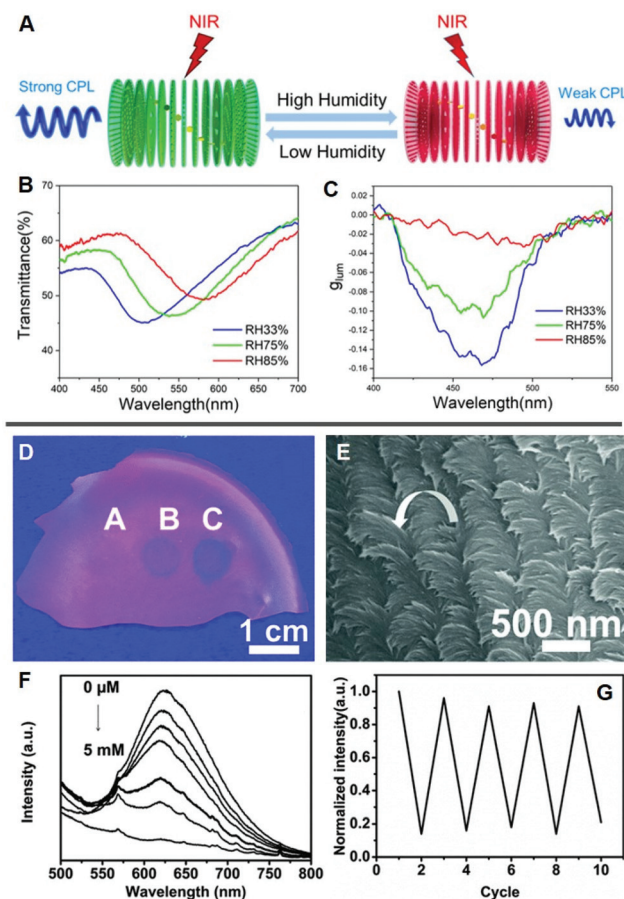 A
NIR
NIR
Strong CPL
High Humidity
Low Humidity
Weak CPL
B
Transmittance(%)
70
60
50
40
400 450 500 550 600 650 700
Wavelength(nm)
RH33%
RH75%
RH85%
C
glum
0.00
0.02
0.00
-0.02
-0.04
-0.06
-0.08
-0.10
-0.12
-0.14
-0.16
400 450 500 550
Wavelength(nm)
RH33%
RH75%
RH85%
D
A B C
1 cm
E
500 nm
F
0 μM
5 mM
Intensity (a.u.)
500 550 600 650 700 750 800
Wavelength (nm)
G
Normalized intensity(a.u.)
1.0
0.8
0.6
0.4
0.2
0.0
0 2 4 6 8 10
Cycle